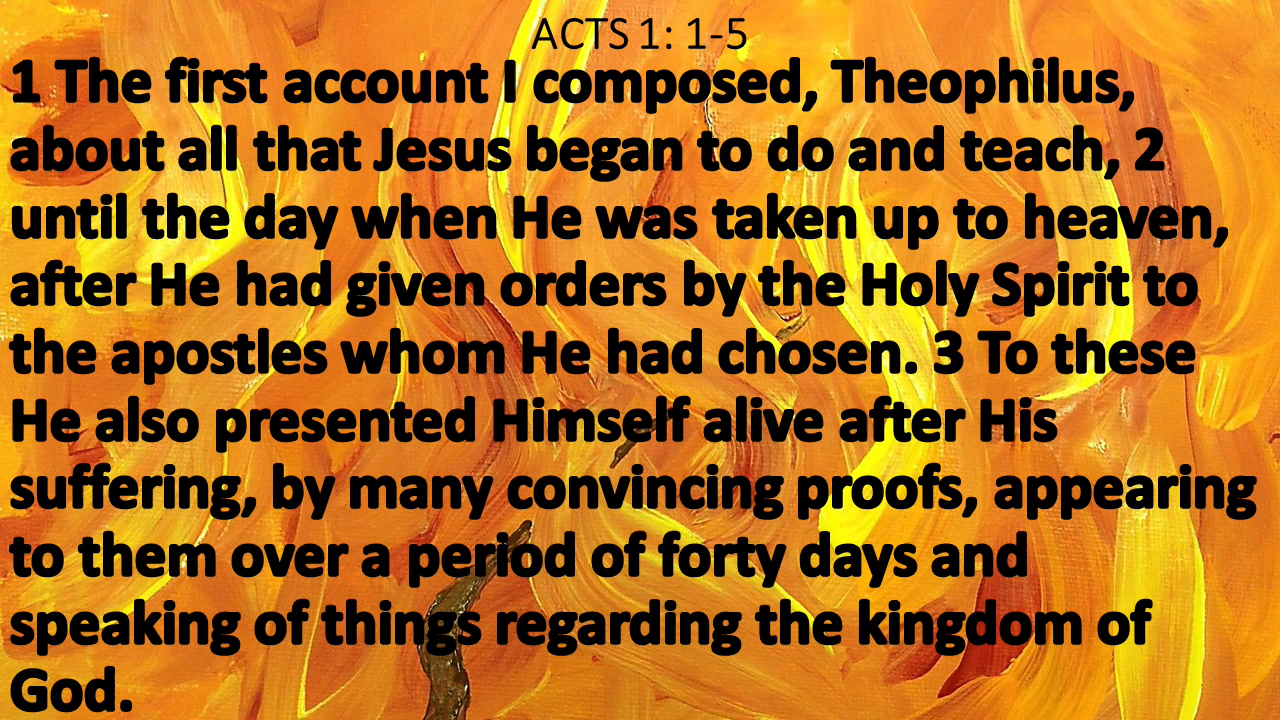 ACTS 1: 1-5
1 The first account I composed, Theophilus,
about all that Jesus began to do and teach, 2
until the day when He was taken up to heaven,
after He had given orders by the Holy Spirit to
the apostles whom He had chosen. 3 To these
He also presented Himself alive after His
suffering, by many convincing proofs, appearing
to them over a period of forty days and
speaking of things regarding the kingdom of
God.